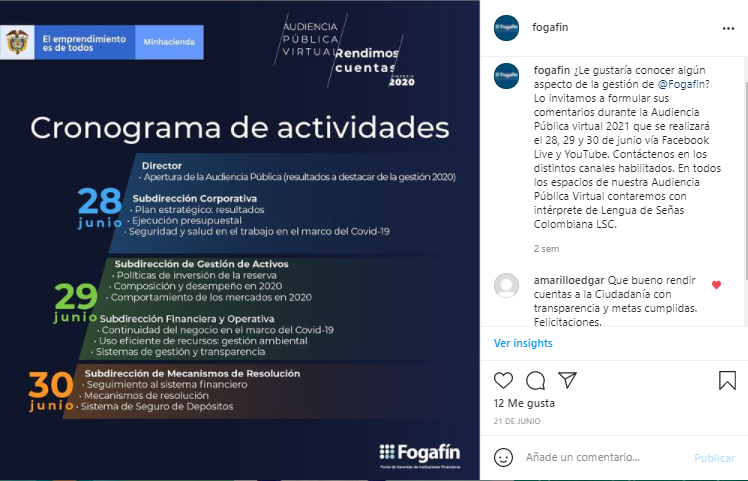 El emprendimiento
es de todos
Minhacienda
AUDIENCIA
PÚBLICA
VIRTUAL
Rendimos
cuentas
VIGENCIA
2020
Cronograma de actividades
28
junio
Director
· Apertura de la Audiencia Pública (resultados a destacar de la gestión 2020)
Subdirección Corporativa
· Plan estratégico: resultados
· Ejecución presupuestal
· Seguridad y salud en el trabajo en el marco del Covid-19
29
junio
Subdirección de Gestión de Activos
· Políticas de inversión de la reserva
· Composición y desempeño en 2020
· Comportamiento de los mercados en 2020
Subdirección Financiera y Operativa
· Continuidad del negocio en el marco del Covid-19
· Uso eficiente de recursos: gestión ambiental
· Sistemas de gestión y transparencia
30
junio
Subdirección de Mecanismos de Resolución
· Seguimiento al sistema financiero
· Mecanismos de resolución
· Sistema de Seguro de Depósitos
Fogafín
Fondo de Garantías de Instituciones Financieras
fogafin
fogafin ¿Le gustaría conocer algún
aspecto de la gestión de @Fogafín?
Lo invitamos a formular sus
comentarios durante la Audiencia
Pública virtual 2021 que se realizará
el 28, 29 y 30 de junio vía Facebook
Live y YouTube. Contáctenos en los
distintos canales habilitados. En todos
los espacios de nuestra Audiencia
Pública Virtual contaremos con
intérprete de Lengua de Señas
Colombiana LSC.
2 sem
amarilloedgar Que bueno rendir
cuentas a la Ciudadanía con
transparencia y metas cumplidas.
Felicitaciones.
Ver insights
12 Me gusta
21 DE JUNIO
Añade un comentario...
Publicar